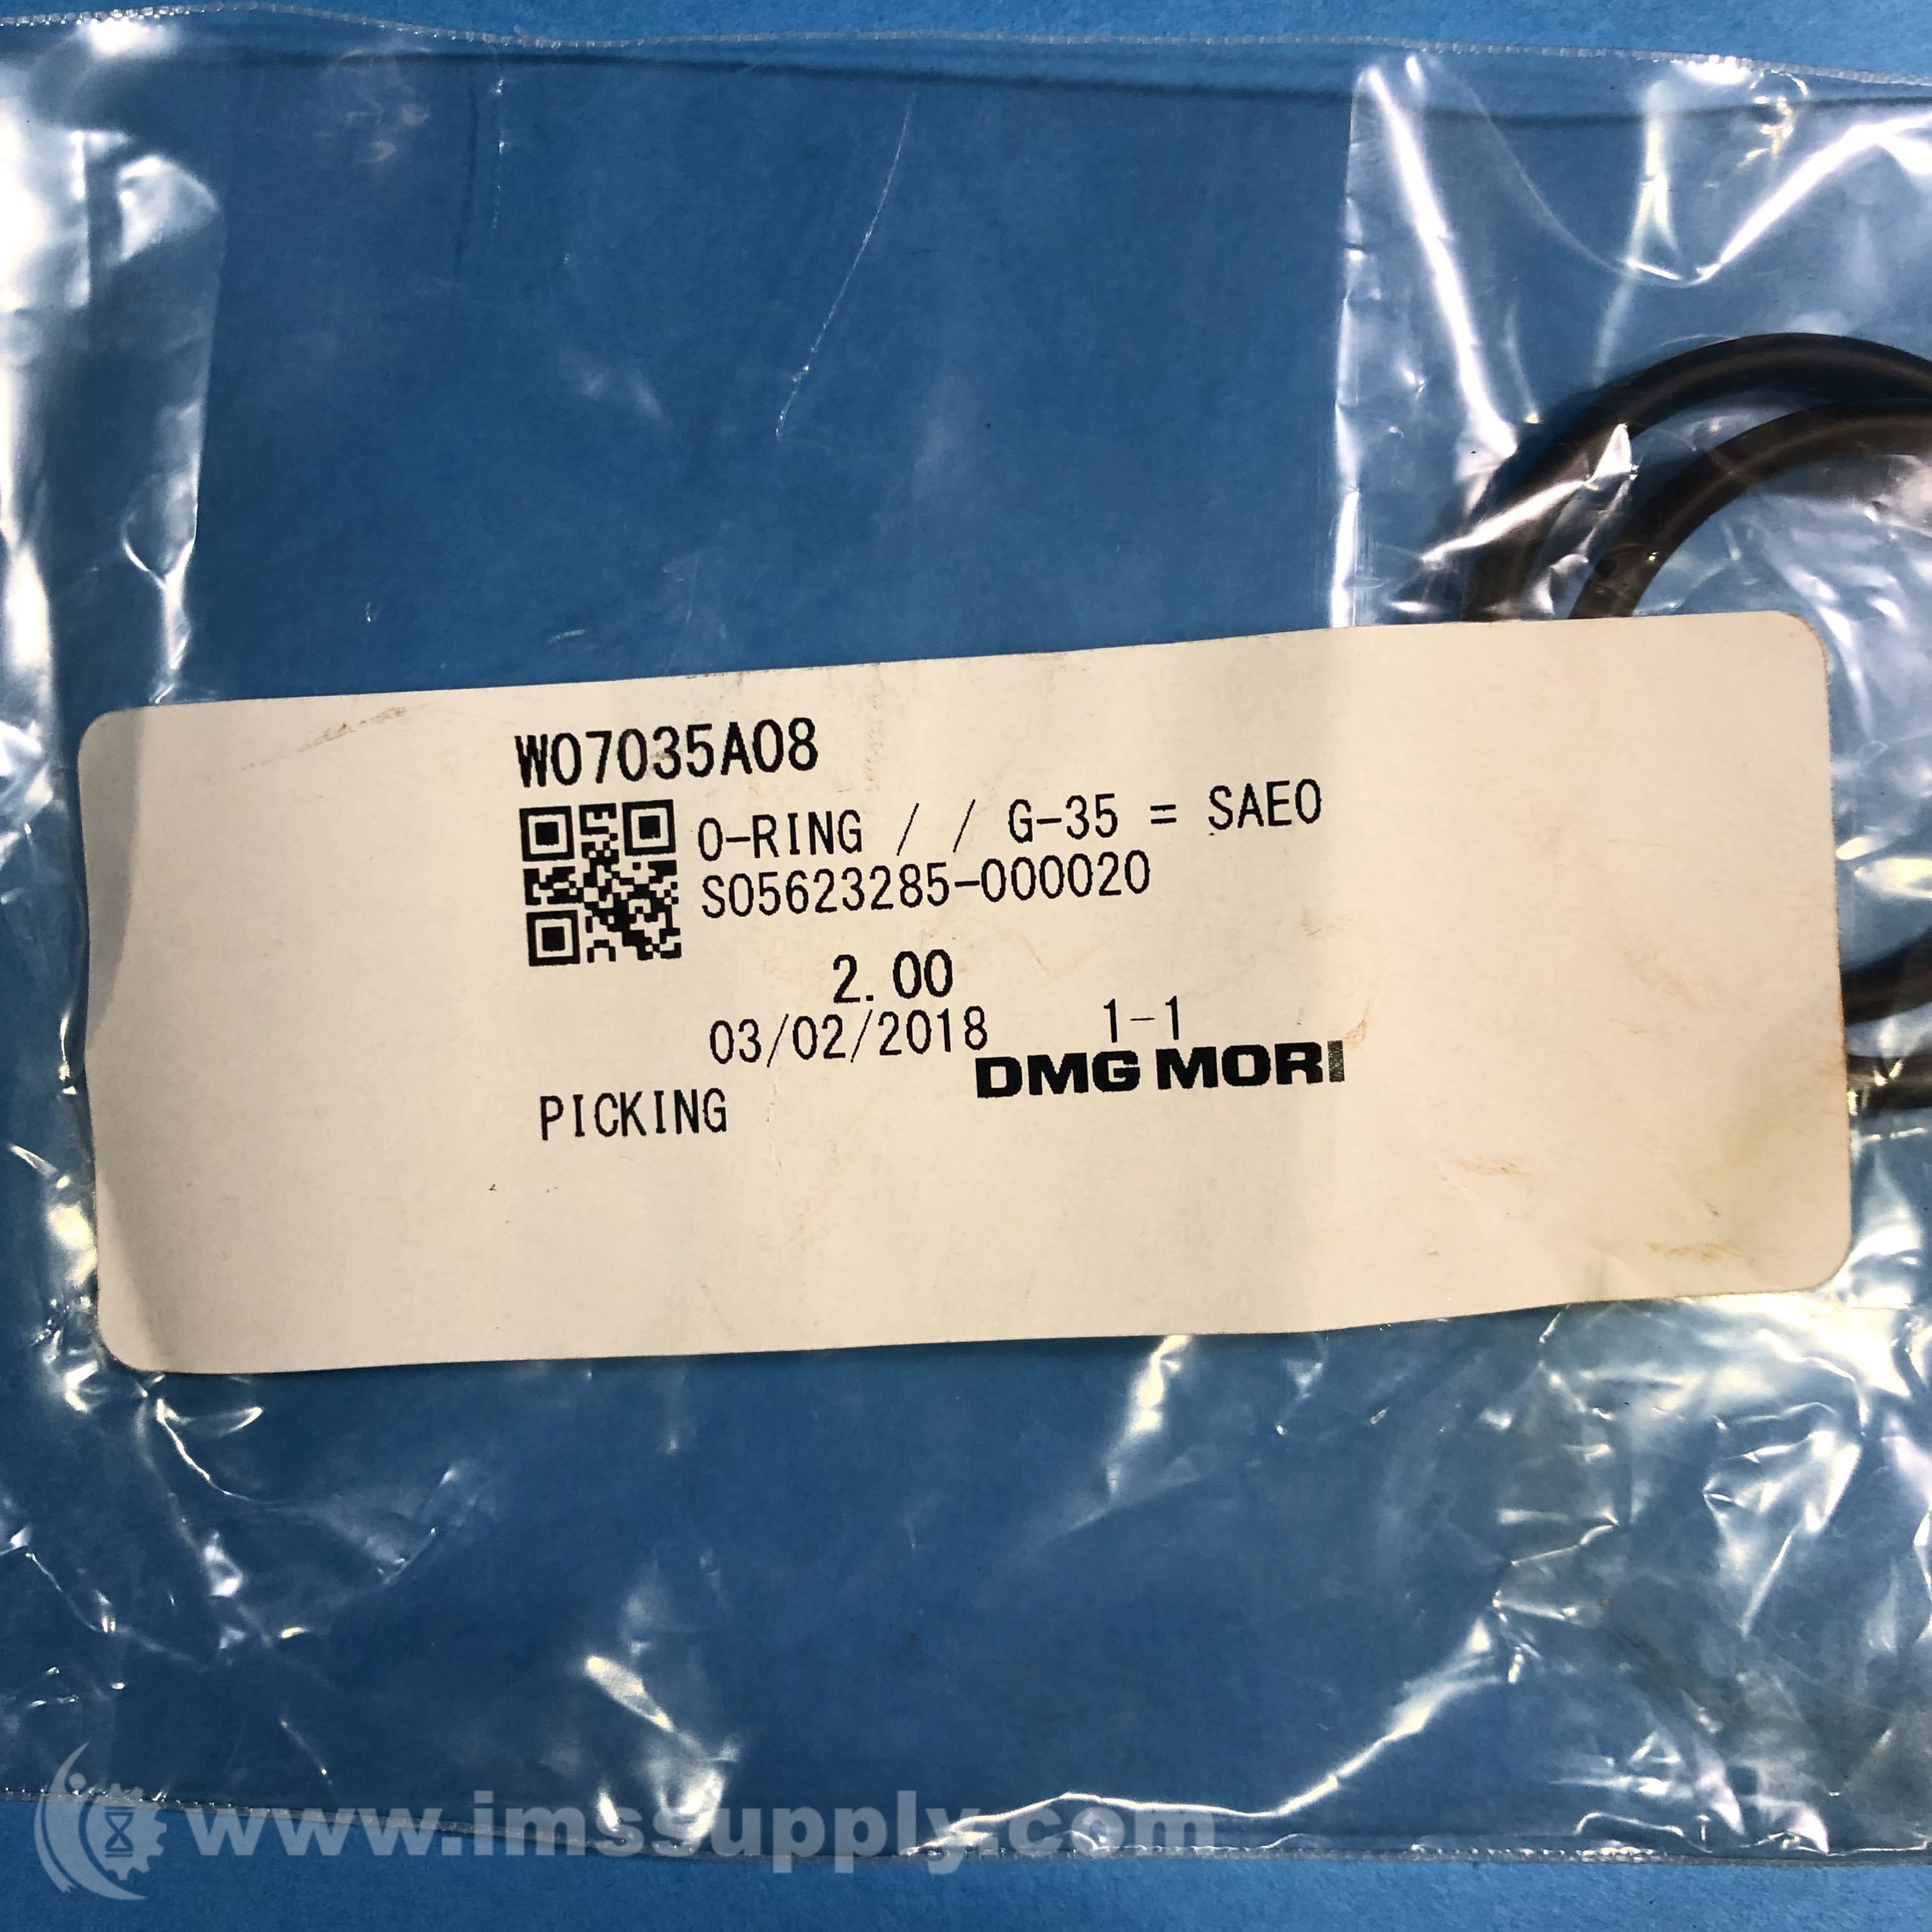 W07035A08
O-RING / / G-35 = SAEO
S05623285-000020
2.00
03/02/2018 1-1
DMG MORI
PICKING
www.imssupply.com